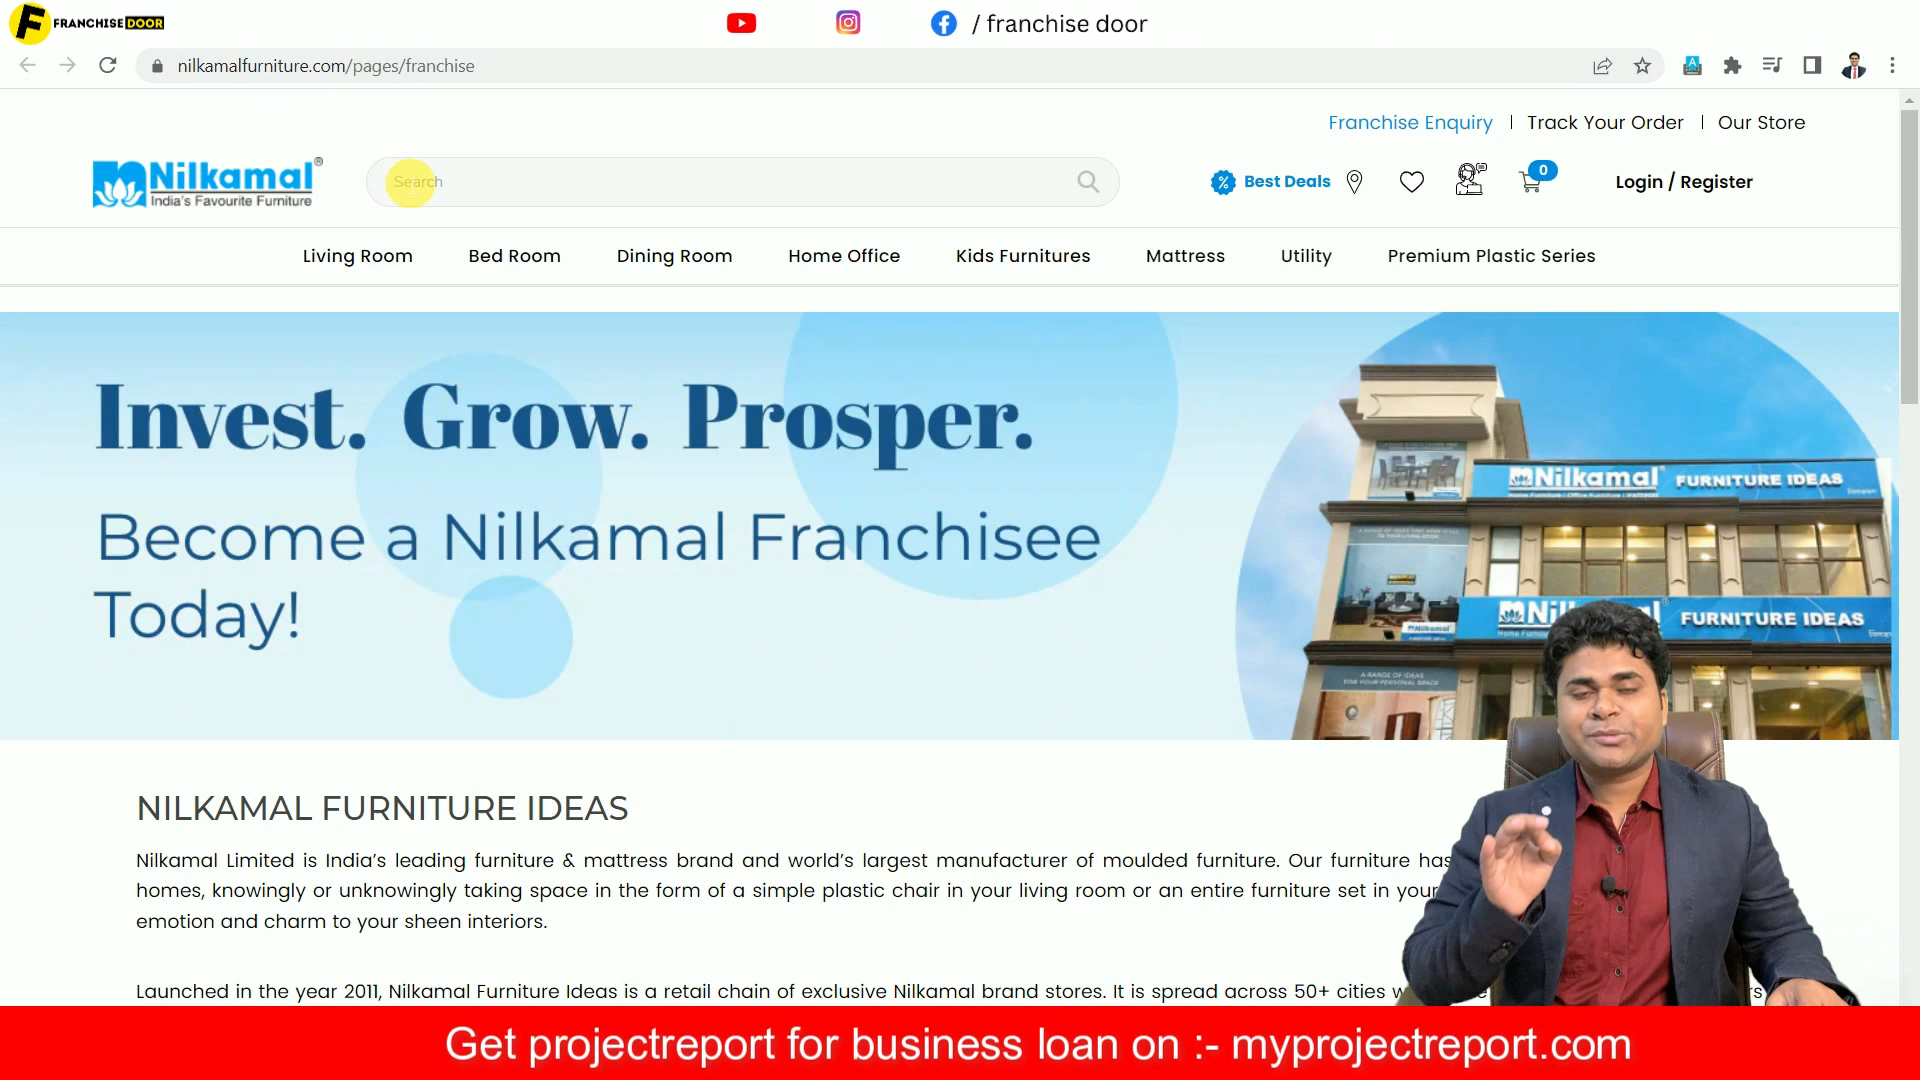 FRANCHISE DOOR
/ franchise door
nilkamalfurniture.com/pages/franchise
Franchise Enquiry | Track Your Order | Our Store
Nilkamal®
India's Favourite Furniture
Search
Best Deals
0
Login / Register
Living Room Bed Room Dining Room Home Office Kids Furnitures Mattress Utility Premium Plastic Series
Invest. Grow. Prosper.
Become a Nilkamal Franchisee
Today!
Nilkamal FURNITURE IDEAS
FURNITURE IDEAS
A RANGE OF IDEAS
FOR YOUR PERSONAL SPACE
NILKAMAL FURNITURE IDEAS
Nilkamal Limited is India's leading furniture & mattress brand and world's largest manufacturer of moulded furniture. Our furniture has
homes, knowingly or unknowingly taking space in the form of a simple plastic chair in your living room or an entire furniture set in your
emotion and charm to your sheen interiors.
Launched in the year 2011, Nilkamal Furniture Ideas is a retail chain of exclusive Nilkamal brand stores. It is spread across 50+ cities
Get projectreport for business loan on :- myprojectreport.com